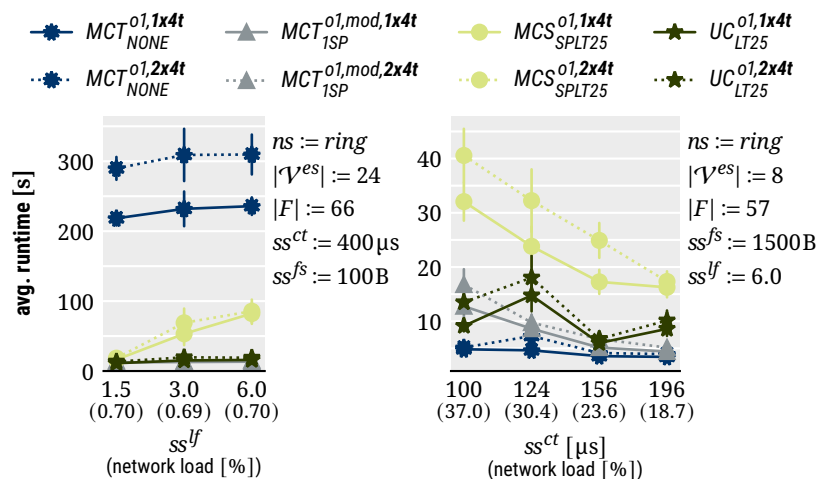 MCT^{o1,1x4t}_{NONE} MCT^{o1,mod,1x4t}_{1SP} MCS^{o1,1x4t}_{SPLT25} UC^{o1,1x4t}_{LT25}
MCT^{o1,2x4t}_{NONE} MCT^{o1,mod,2x4t}_{1SP} MCS^{o1,2x4t}_{SPLT25} UC^{o1,2x4t}_{LT25}
avg. runtime [s]
300
200
100
0
1.5 3.0 6.0
(0.70) (0.69) (0.70)
ss^{lf}
(network load [%])
ns := ring
|𝒱^{es}| := 24
|F| := 66
ss^{ct} := 400 µs
ss^{fs} := 100 B
40
30
20
10
100 124 156 196
(37.0) (30.4) (23.6) (18.7)
ss^{ct} [µs]
(network load [%])
ns := ring
|𝒱^{es}| := 8
|F| := 57
ss^{fs} := 1500 B
ss^{lf} := 6.0